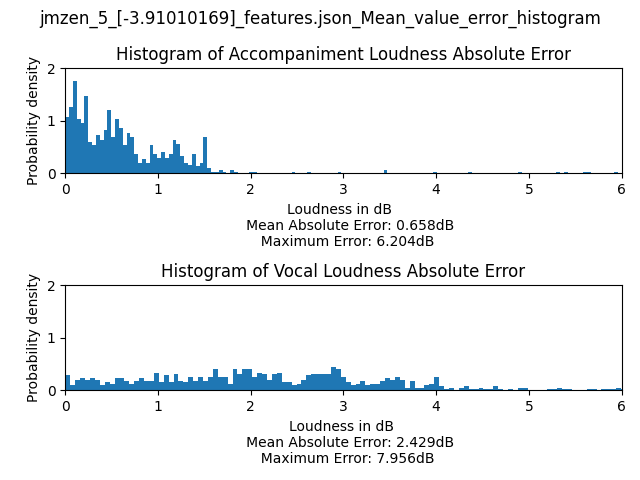 jmzen_5_[-3.91010169]_features.json_Mean_value_error_histogram
Histogram of Accompaniment Loudness Absolute Error
Probability density
2
1
0
0 1 2 3 4 5 6
Loudness in dB
Mean Absolute Error: 0.658dB
Maximum Error: 6.204dB
Histogram of Vocal Loudness Absolute Error
Probability density
2
1
0
0 1 2 3 4 5 6
Loudness in dB
Mean Absolute Error: 2.429dB
Maximum Error: 7.956dB